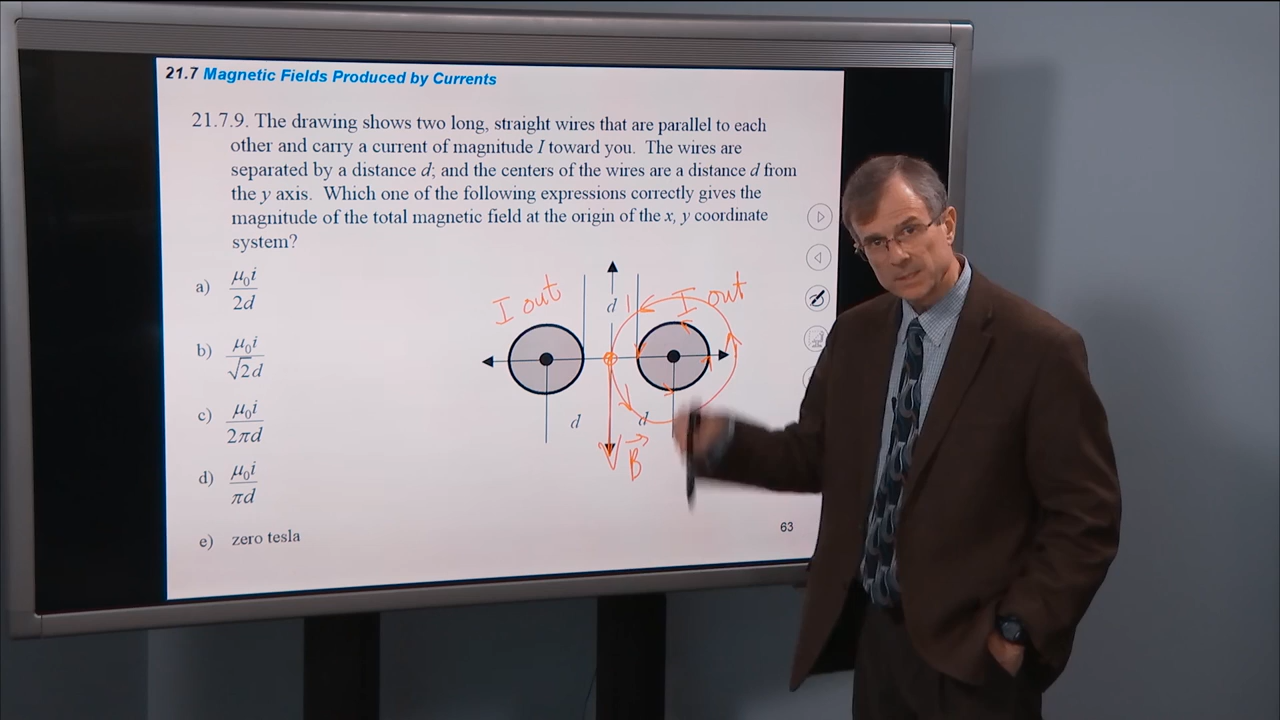 21.7 Magnetic Fields Produced by Currents
21.7.9. The drawing shows two long, straight wires that are parallel to each
other and carry a current of magnitude I toward you. The wires are
separated by a distance d; and the centers of the wires are a distance d from
the y axis. Which one of the following expressions correctly gives the
magnitude of the total magnetic field at the origin of the x, y coordinate
system?
a) μ₀i / 2d
b) μ₀i / √2d
c) μ₀i / 2πd
d) μ₀i / πd
e) zero tesla
I out
d
I out
d
d
B⃗
63